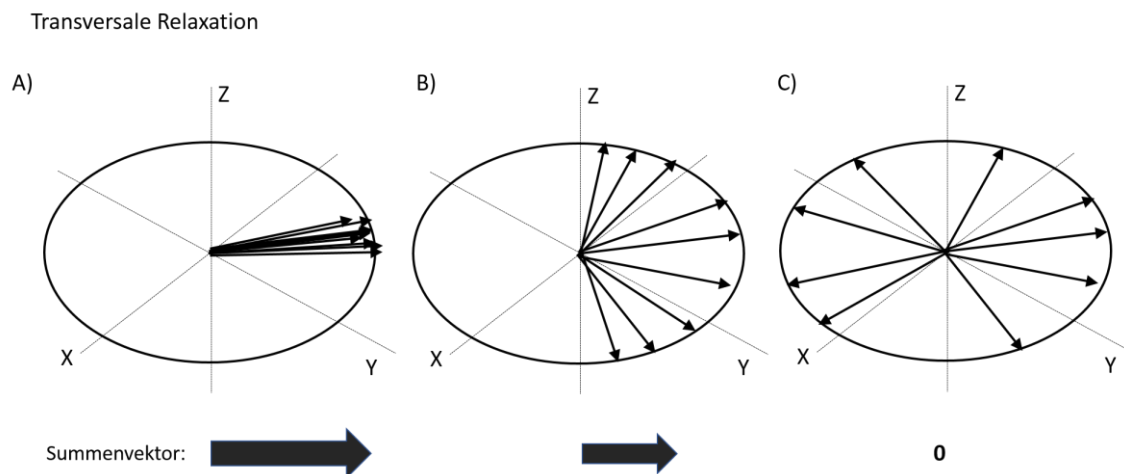 Transversale Relaxation
A) B) C)
Z Z Z
X Y X Y X Y
Summenvektor: 0